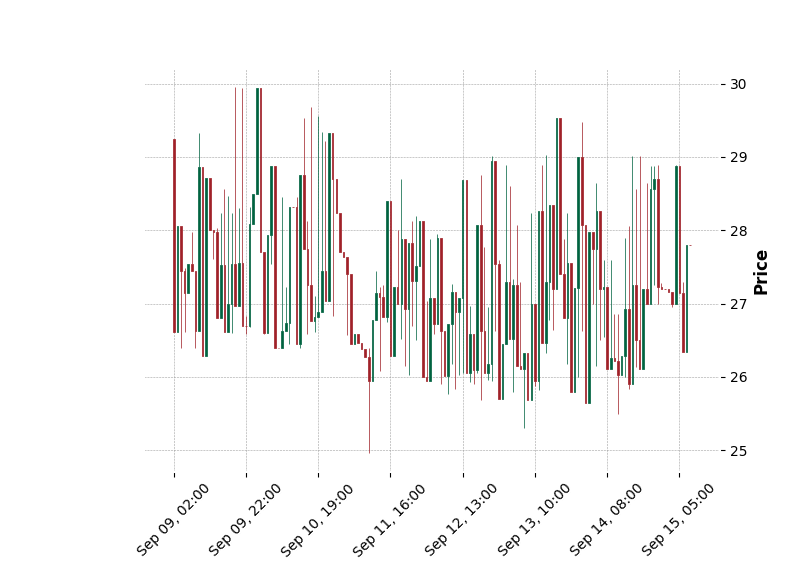 30
29
28
27
26
25
Price
Sep 09, 02:00
Sep 09, 22:00
Sep 10, 19:00
Sep 11, 16:00
Sep 12, 13:00
Sep 13, 10:00
Sep 14, 08:00
Sep 15, 05:00